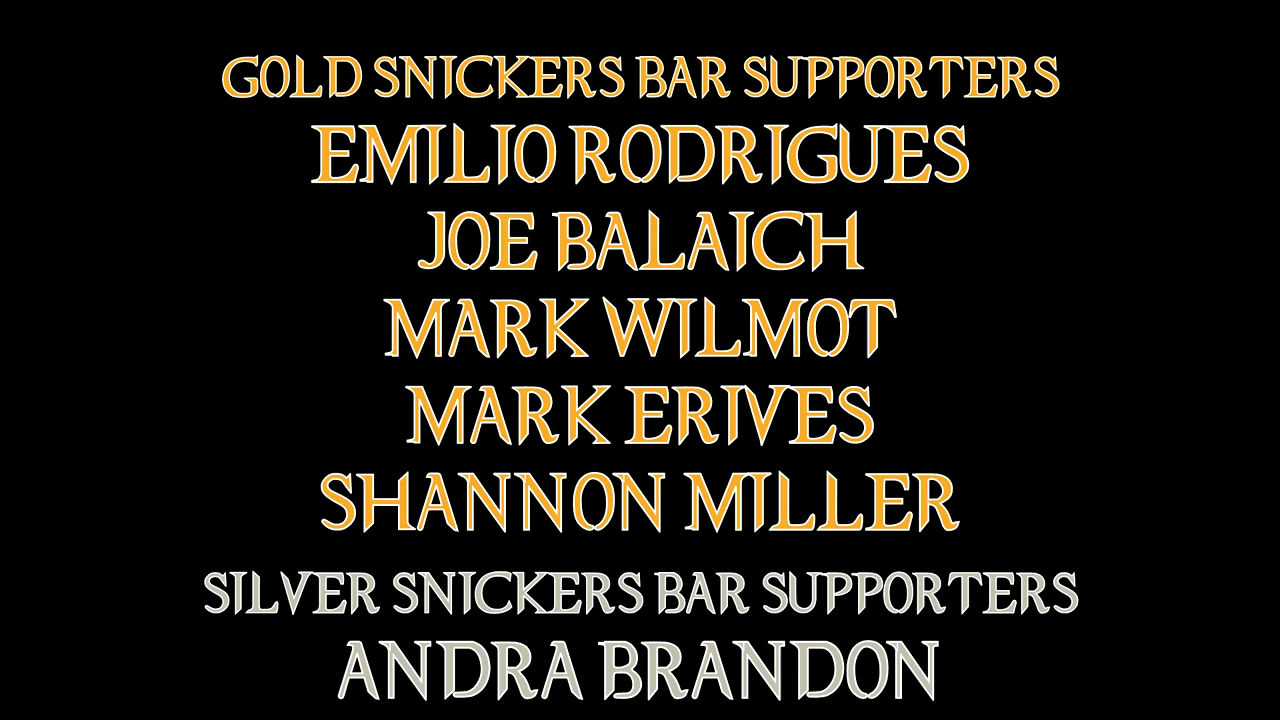 GOLD SNICKERS BAR SUPPORTERS
EMILIO RODRIGUES
JOE BALAICH
MARK WILMOT
MARK ERIVES
SHANNON MILLER
SILVER SNICKERS BAR SUPPORTERS
ANDRA BRANDON